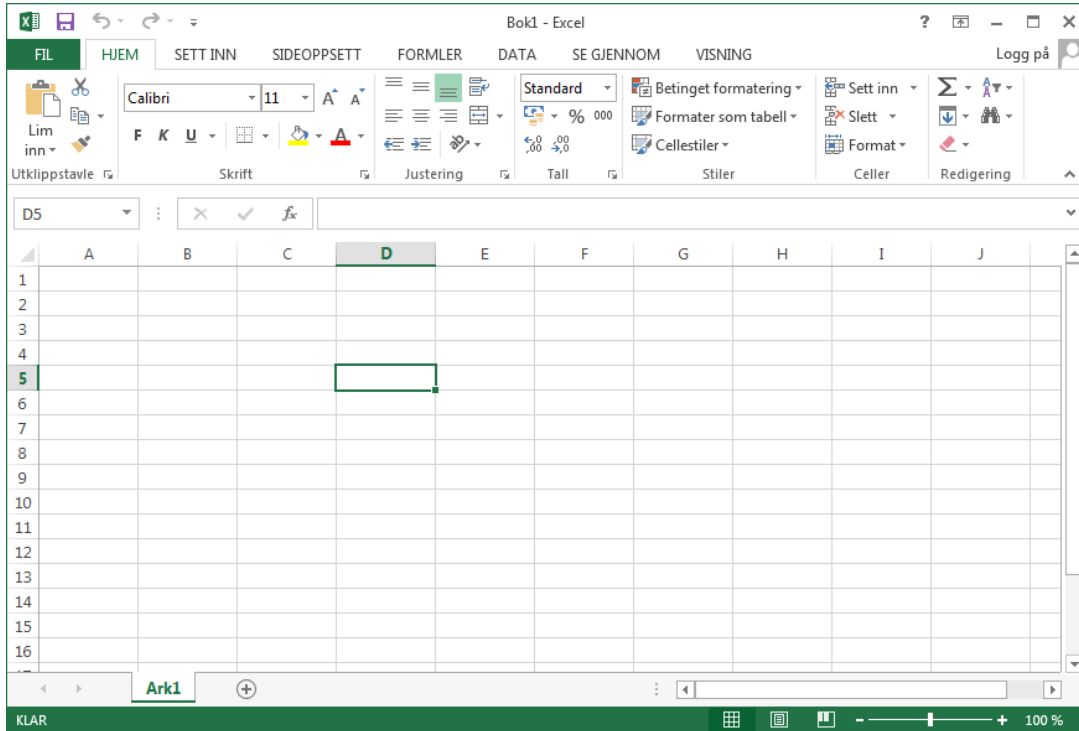 Bok1 - Excel ?
FIL HJEM SETT INN SIDEOPPSETT FORMLER DATA SE GJENNOM VISNING Logg på
Lim inn
Calibri 11 A A
F K U A
Standard
% 000
Betinget formatering
Formater som tabell
Cellestiler
Sett inn
Slett
Format
Utklippstavle Skrift Justering Tall Stiler Celler Redigering
D5 fx
A B C D E F G H I J
1
2
3
4
5
6
7
8
9
10
11
12
13
14
15
16
Ark1
KLAR 100 %